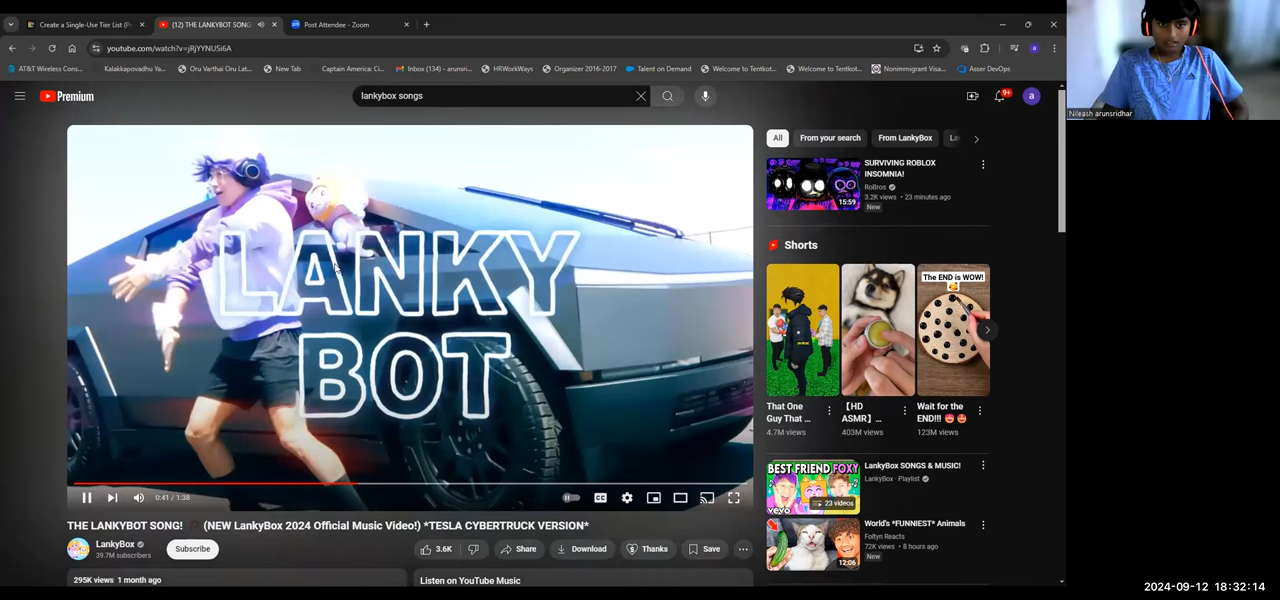 Create a Single-Use Tier List (P
(12) THE LANKYBOT SONG
Post Attendee - Zoom
youtube.com/watch?v=jRjYYNU5i6A
AT&T Wireless Cons...
Kalakkapovadhu Ya...
Oru Varthai Oru Lat...
New Tab
Captain America: Ci...
Inbox (134) - arunsri...
HRWorkWays
Organizer 2016-2017
Talent on Demand
Welcome to Tentkot...
Welcome to Tentkot...
Nonimmigrant Visa...
Asser DevOps
Premium
lankybox songs
9+
a
Nileash arunsridhar
LANKY
BOT
0:41 / 1:38
THE LANKYBOT SONG! (NEW LankyBox 2024 Official Music Video!) *TESLA CYBERTRUCK VERSION*
LankyBox
39.7M subscribers
Subscribe
3.6K
Share
Download
Thanks
Save
295K views 1 month ago
Listen on YouTube Music
All
From your search
From LankyBox
La
SURVIVING ROBLOX
INSOMNIA!
RoBros
3.2K views • 23 minutes ago
New
15:59
Shorts
The END is WOW!
That One
Guy That ...
4.7M views
【HD
ASMR】...
403M views
Wait for the
END!!!
123M views
BEST FRIEND FOXY
vevo
23 videos
LankyBox SONGS & MUSIC!
LankyBox • Playlist
12:06
World's *FUNNIEST* Animals
Foltyn Reacts
72K views • 8 hours ago
New
2024-09-12 18:32:14